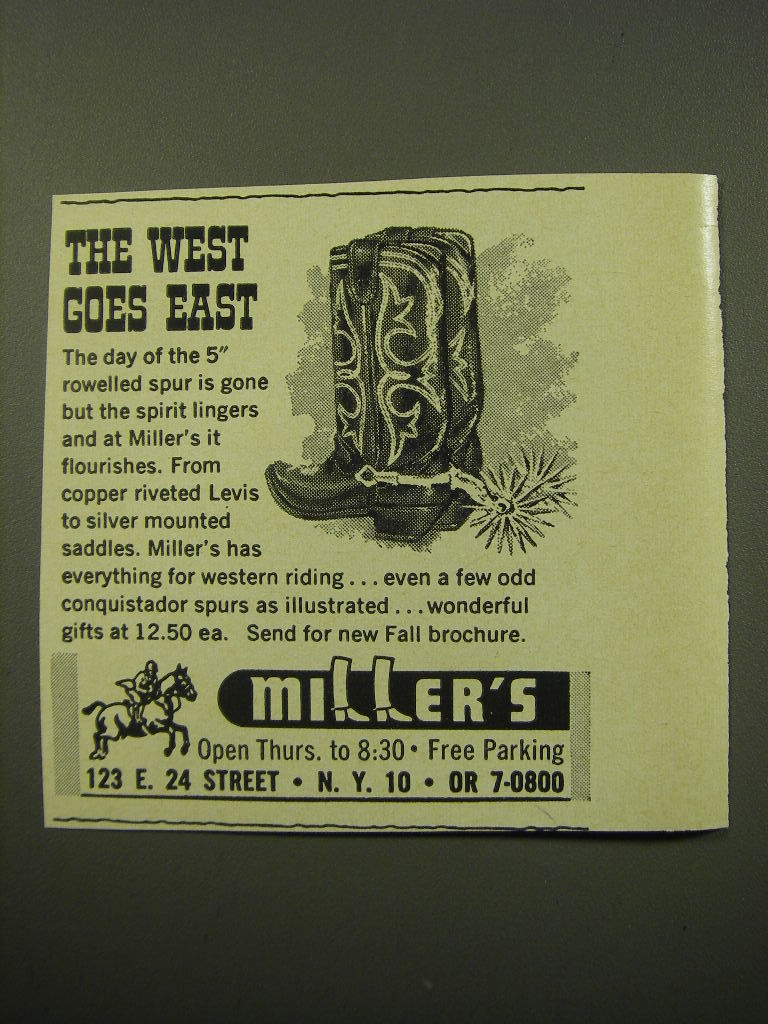 THE WEST
GOES EAST
The day of the 5″
rowelled spur is gone
but the spirit lingers
and at Miller's it
flourishes. From
copper riveted Levis
to silver mounted
saddles. Miller's has
everything for western riding . . . even a few odd
conquistador spurs as illustrated . . . wonderful
gifts at 12.50 ea. Send for new Fall brochure.
MILLER'S
Open Thurs. to 8:30 • Free Parking
123 E. 24 STREET • N. Y. 10 • OR 7-0800